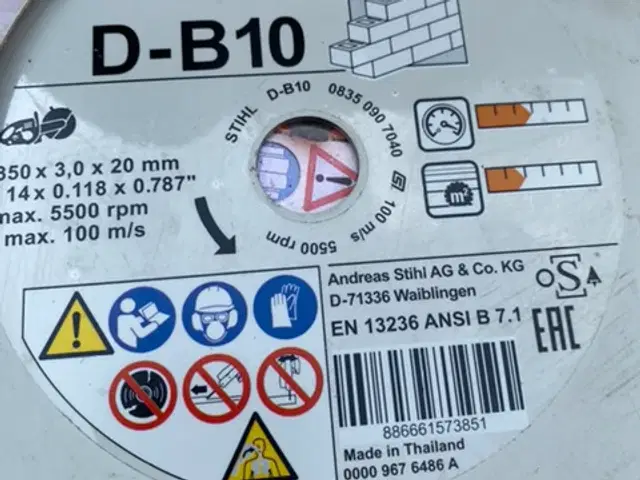 D-B10
STIHL D-B10 0835 090 7040
100 m/s
5500 rpm
350 x 3,0 x 20 mm
14 x 0.118 x 0.787"
max. 5500 rpm
max. 100 m/s
m²
Andreas Stihl AG & Co. KG
D-71336 Waiblingen
EN 13236 ANSI B 7.1
oSa
EAC
886661573851
Made in Thailand
0000 967 6486 A